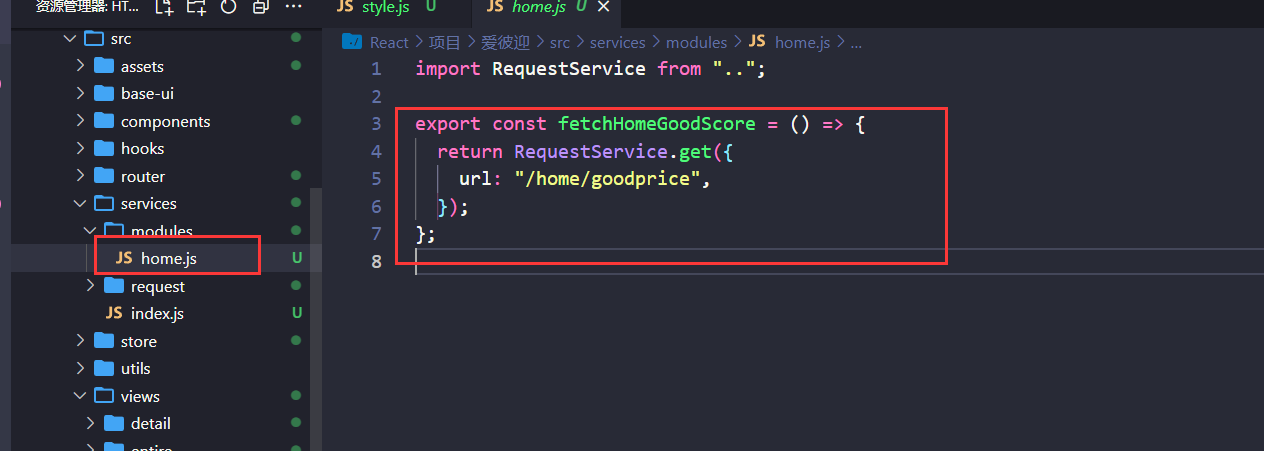 资源管理器: HT...
src
assets
base-ui
components
hooks
router
services
modules
JS home.js U
request
JS index.js U
store
utils
views
detail
entire
JS style.js U
JS home.js U
React > 项目 > 爱彼迎 > src > services > modules > JS home.js > ...
1 import RequestService from "..";
2
3 export const fetchHomeGoodScore = () => {
4 return RequestService.get({
5 url: "/home/goodprice",
6 });
7 };
8